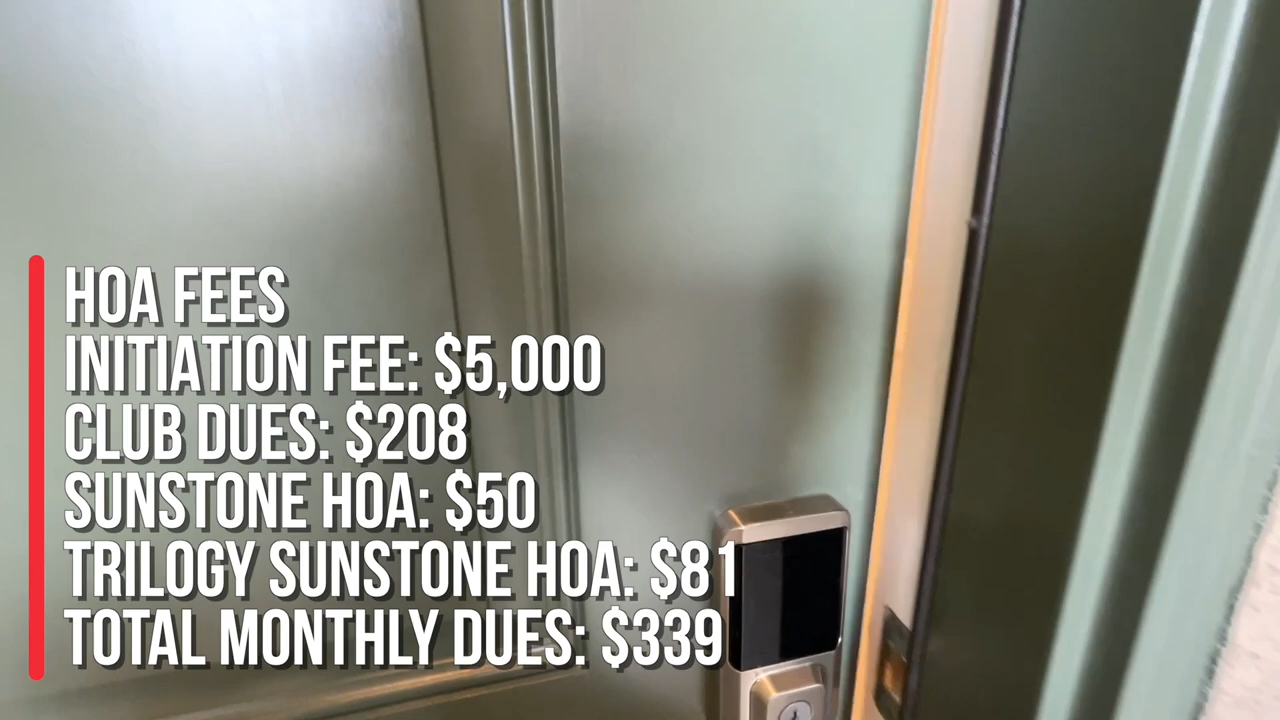 HOA FEES
INITIATION FEE: $5,000
CLUB DUES: $208
SUNSTONE HOA: $50
TRILOGY SUNSTONE HOA: $81
TOTAL MONTHLY DUES: $339